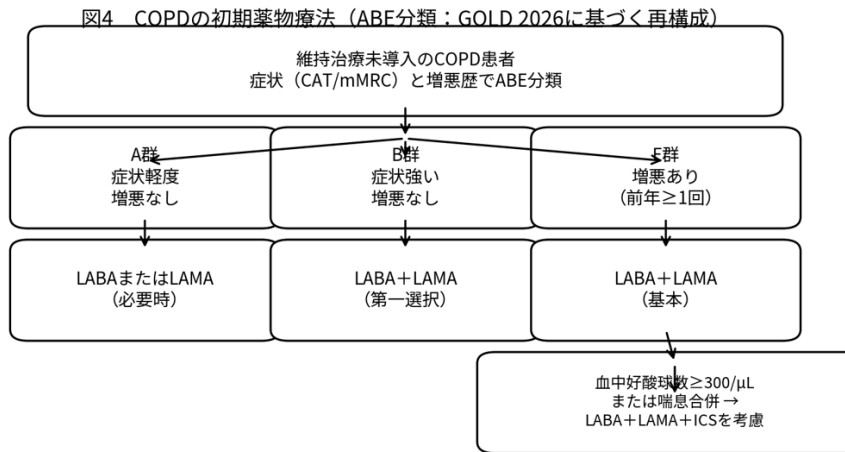 図4 COPDの初期薬物療法（ABE分類：GOLD 2026に基づく再構成）
維持治療未導入のCOPD患者
症状（CAT/mMRC）と増悪歴でABE分類
A群
症状軽度
増悪なし
B群
症状強い
増悪なし
E群
増悪あり
（前年≥1回）
LABAまたはLAMA
（必要時）
LABA＋LAMA
（第一選択）
LABA＋LAMA
（基本）
血中好酸球数≥300/μL
または喘息合併 →
LABA＋LAMA＋ICSを考慮